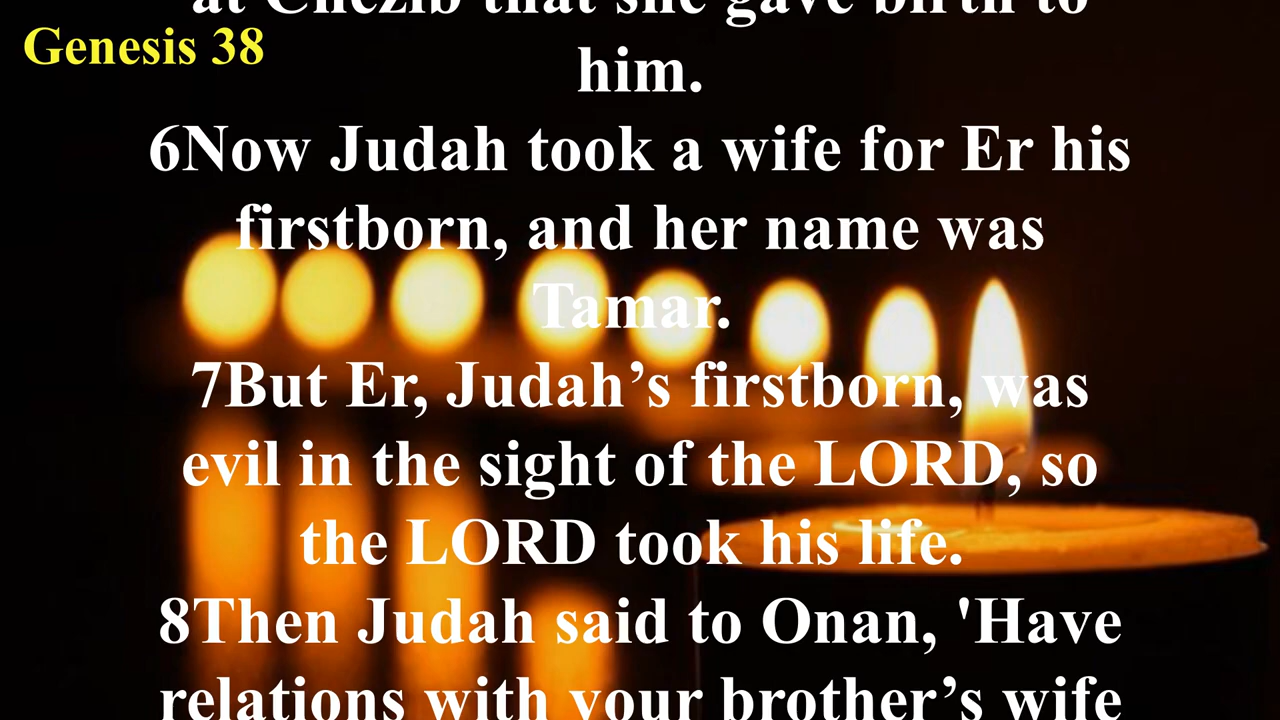 at Chezib that she gave birth to
Genesis 38
him.
6Now Judah took a wife for Er his
firstborn, and her name was
Tamar.
7But Er, Judah’s firstborn, was
evil in the sight of the LORD, so
the LORD took his life.
8Then Judah said to Onan, 'Have
relations with your brother’s wife